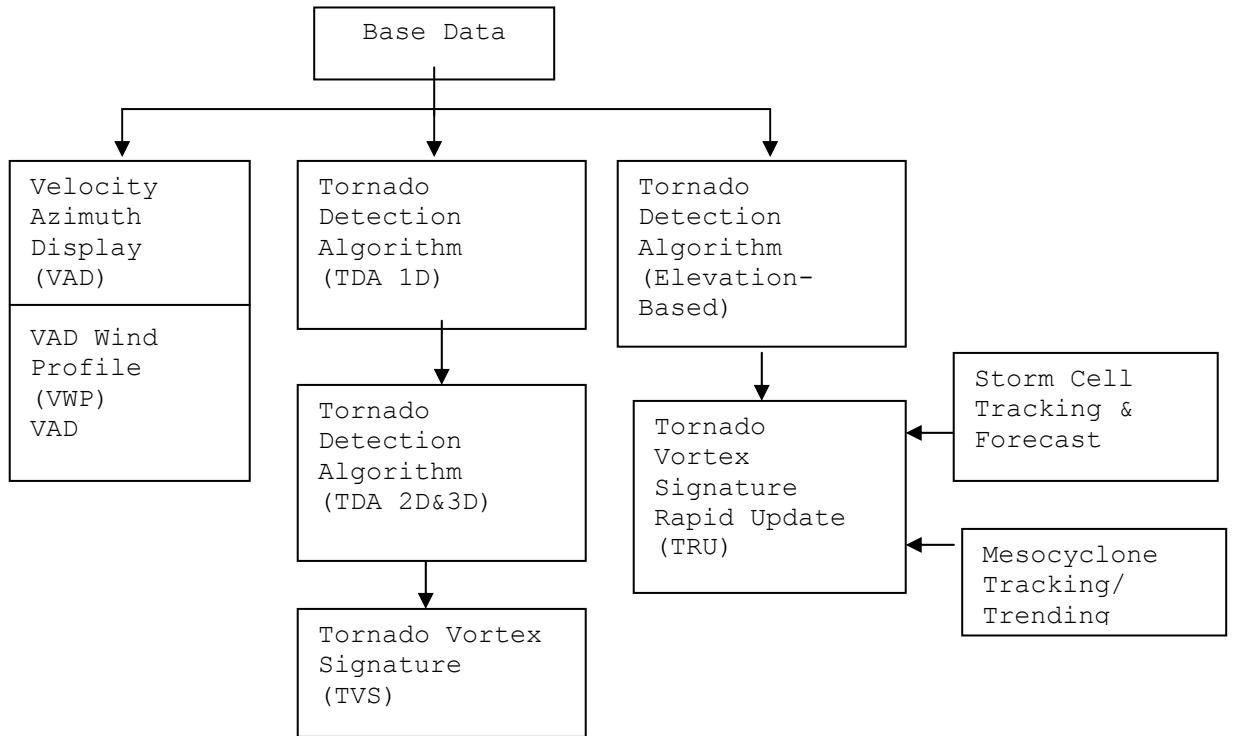 Base Data
Velocity
Azimuth
Display
(VAD)
VAD Wind
Profile
(VWP)
VAD
Tornado
Detection
Algorithm
(TDA 1D)
Tornado
Detection
Algorithm
(TDA 2D&3D)
Tornado Vortex
Signature
(TVS)
Tornado
Detection
Algorithm
(Elevation-
Based)
Tornado
Vortex
Signature
Rapid Update
(TRU)
Storm Cell
Tracking &
Forecast
Mesocyclone
Tracking/
Trending